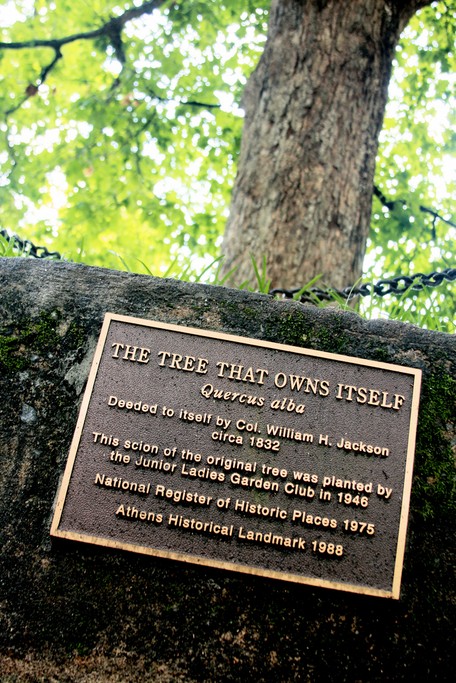 THE TREE THAT OWNS ITSELF
Quercus alba
Deeded to itself by Col. William H. Jackson
circa 1832
This scion of the original tree was planted by
the Junior Ladies Garden Club in 1946
National Register of Historic Places 1975
Athens Historical Landmark 1988